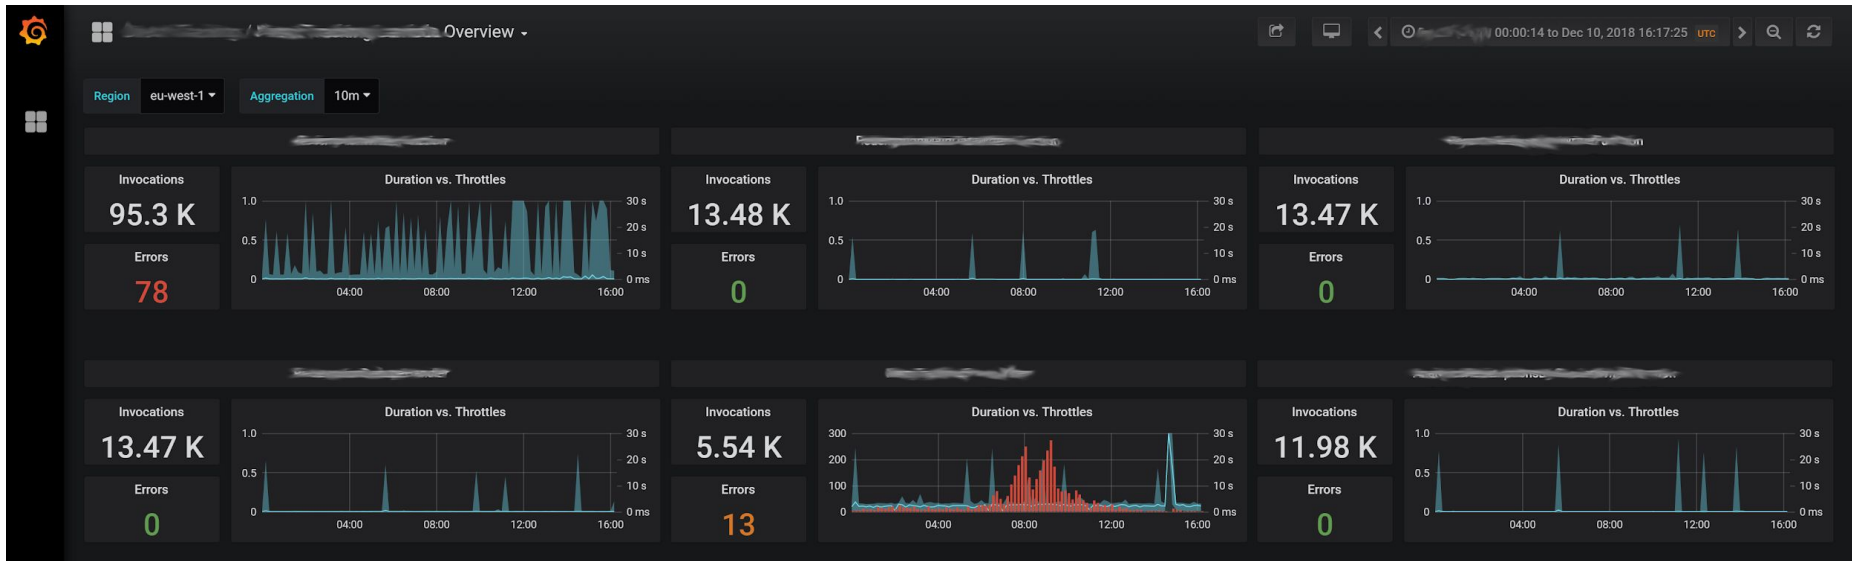 Overview
00:00:14 to Dec 10, 2018 16:17:25 UTC
Region eu-west-1 Aggregation 10m
Invocations
95.3 K
Errors
78
Duration vs. Throttles
1.0
0.5
0
30 s
20 s
10 s
0 ms
04:00 08:00 12:00 16:00
Invocations
13.48 K
Errors
0
Duration vs. Throttles
1.0
0.5
0
30 s
20 s
10 s
0 ms
04:00 08:00 12:00 16:00
Invocations
13.47 K
Errors
0
Duration vs. Throttles
1.0
0.5
0
30 s
20 s
10 s
0 ms
04:00 08:00 12:00 16:00
Invocations
13.47 K
Errors
0
Duration vs. Throttles
1.0
0.5
0
30 s
20 s
10 s
0 ms
04:00 08:00 12:00 16:00
Invocations
5.54 K
Errors
13
Duration vs. Throttles
300
200
100
0
30 s
20 s
10 s
0 ms
04:00 08:00 12:00 16:00
Invocations
11.98 K
Errors
0
Duration vs. Throttles
1.0
0.5
0
30 s
20 s
10 s
0 ms
04:00 08:00 12:00 16:00